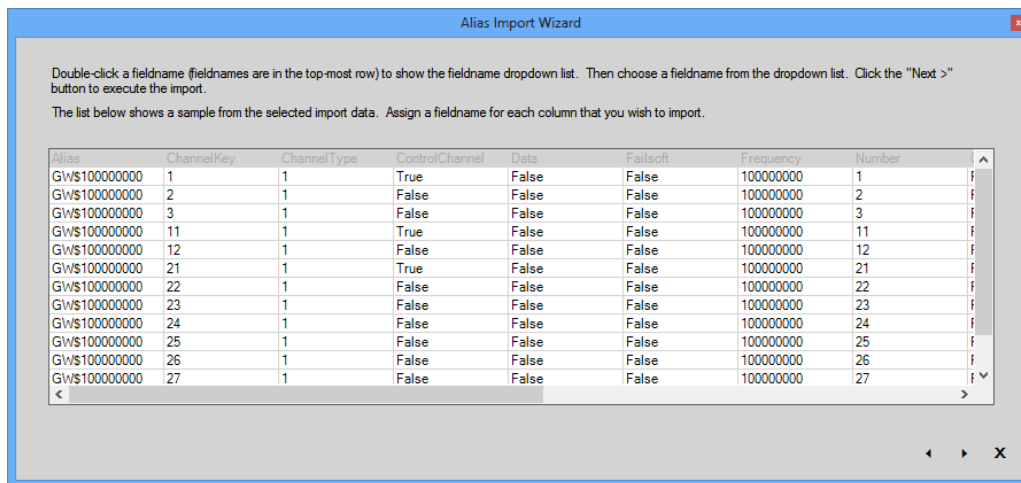 Alias Import Wizard
x
Double-click a fieldname (fieldnames are in the top-most row) to show the fieldname dropdown list. Then choose a fieldname from the dropdown list. Click the "Next >"
button to execute the import.
The list below shows a sample from the selected import data. Assign a fieldname for each column that you wish to import.
Alias ChannelKey ChannelType ControlChannel Data Failsoft Frequency Number
GW$100000000 1 1 True False False 100000000 1
GW$100000000 2 1 False False False 100000000 2
GW$100000000 3 1 False False False 100000000 3
GW$100000000 11 1 True False False 100000000 11
GW$100000000 12 1 False False False 100000000 12
GW$100000000 21 1 True False False 100000000 21
GW$100000000 22 1 False False False 100000000 22
GW$100000000 23 1 False False False 100000000 23
GW$100000000 24 1 False False False 100000000 24
GW$100000000 25 1 False False False 100000000 25
GW$100000000 26 1 False False False 100000000 26
GW$100000000 27 1 False False False 100000000 27
X